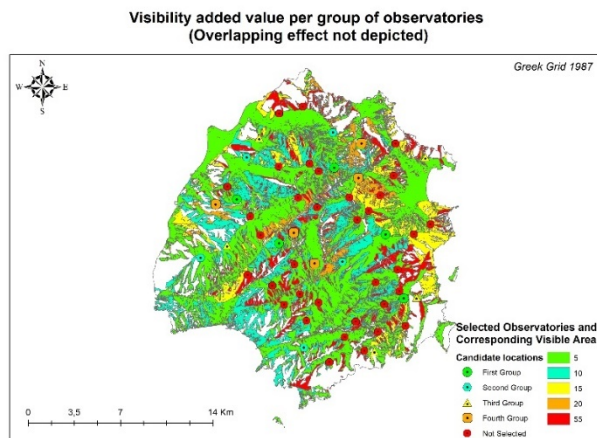 Visibility added value per group of observatories
(Overlapping effect not depicted)
Greek Grid 1987
N
W E
S
Selected Observatories and
Corresponding Visible Area
Candidate locations
First Group 5
Second Group 10
Third Group 15
Fourth Group 20
Not Selected 55
0 3,5 7 14 Km